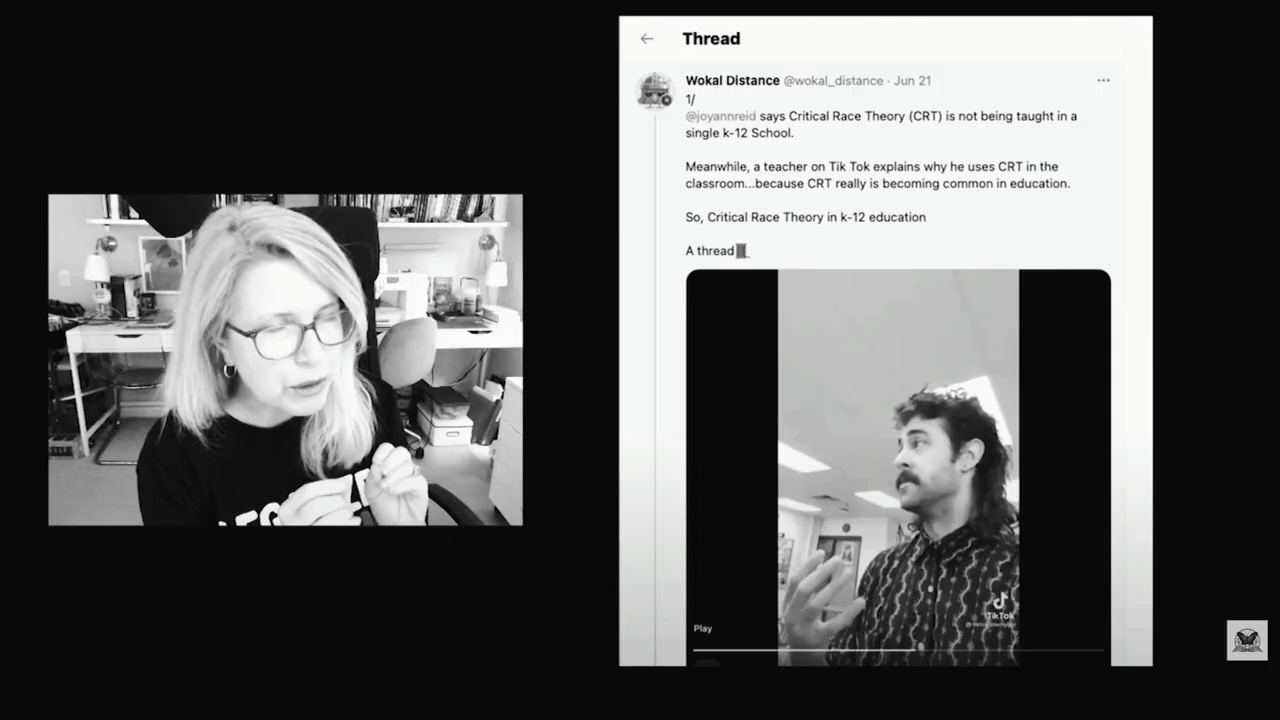 Thread
Wokal Distance @wokal_distance · Jun 21
1/
@joyannreid says Critical Race Theory (CRT) is not being taught in a
single k-12 School.
Meanwhile, a teacher on Tik Tok explains why he uses CRT in the
classroom...because CRT really is becoming common in education.
So, Critical Race Theory in k-12 education
A thread🧵
TikTok
Play